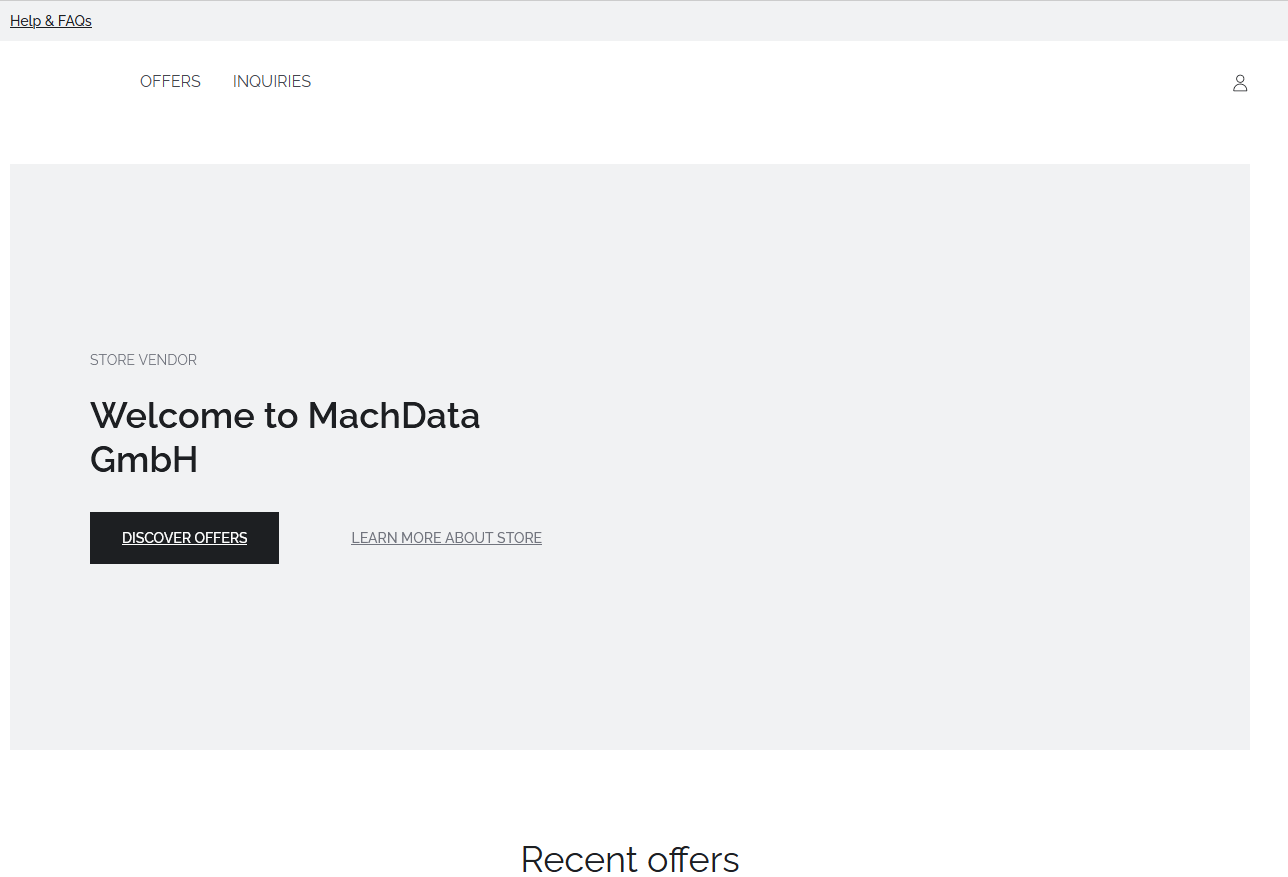 Help & FAQs
OFFERS INQUIRIES
STORE VENDOR
Welcome to MachData
GmbH
DISCOVER OFFERS LEARN MORE ABOUT STORE
Recent offers